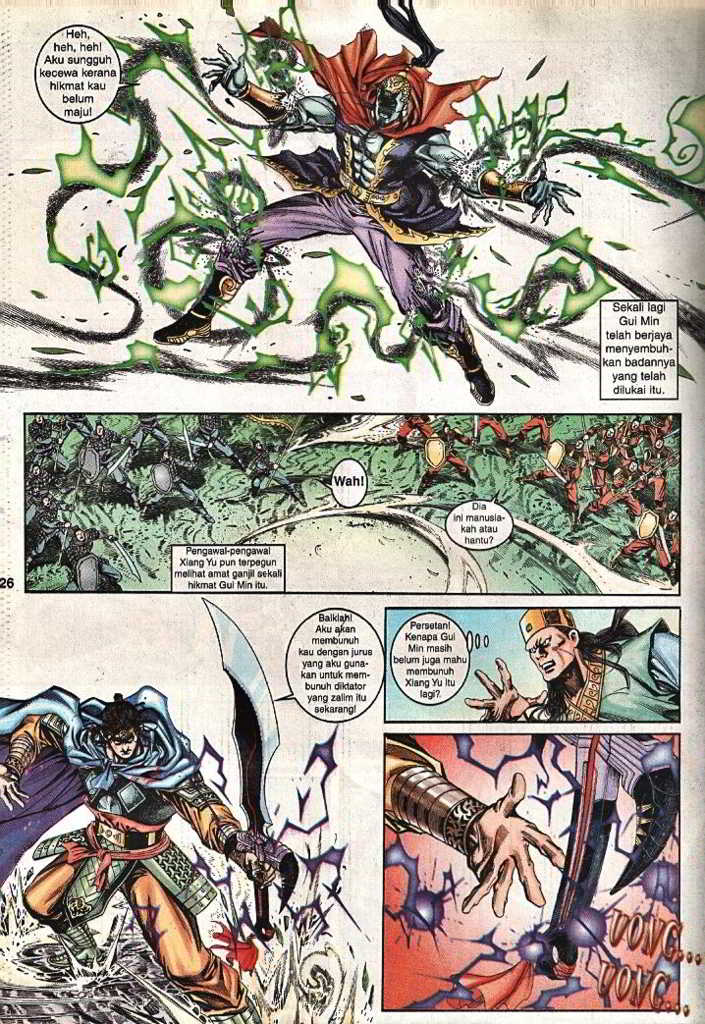 Heh,
heh, heh!
Aku sungguh
kecewa kerana
hikmat kau
belum
maju!
Sekali lagi
Gui Min
telah berjaya
menyembuh-
kan badannya
yang telah
dilukai itu.
Wah!
Dia
ini manusia-
kah atau
hantu?
Pengawal-pengawal
Xiang Yu pun terpegun
melihat amat ganjil sekali
hikmat Gui Min itu.
26
Baiklah!
Aku akan
membunuh
kau dengan jurus
yang aku guna-
kan untuk mem-
bunuh diktator
yang zalim itu
sekarang!
Persetan!
Kenapa Gui
Min masih
belum juga mahu
membunuh
Xiang Yu itu
lagi?
UONG...
UONG...